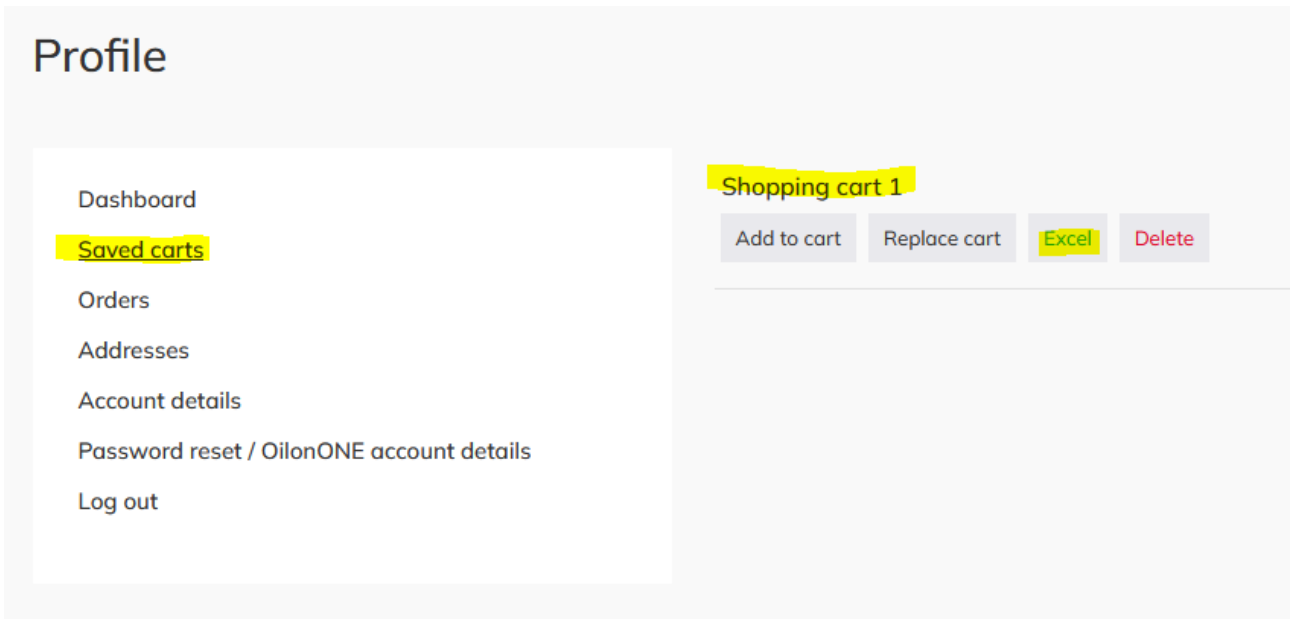 Profile
Dashboard
Saved carts
Orders
Addresses
Account details
Password reset / OilonONE account details
Log out
Shopping cart 1
Add to cart Replace cart Excel Delete